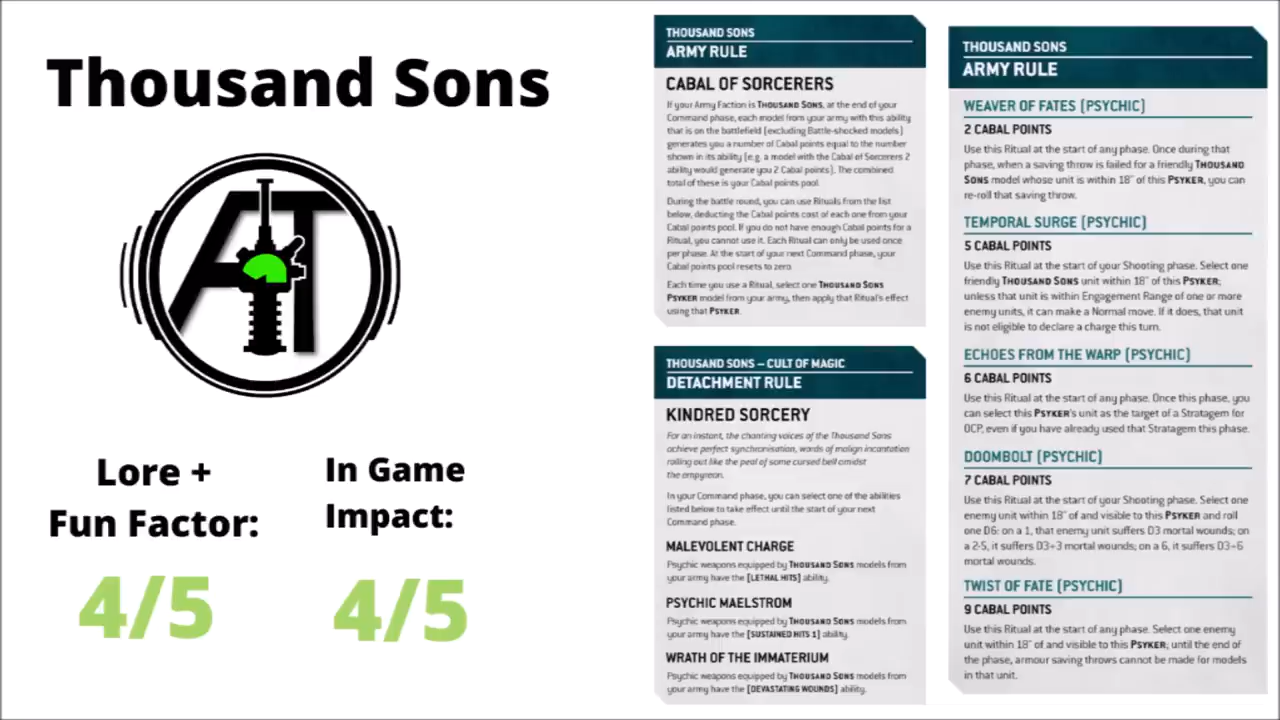 Thousand Sons
AT
Lore +
Fun Factor:
4/5
In Game
Impact:
4/5
THOUSAND SONS
ARMY RULE
CABAL OF SORCERERS
If your Army Faction is THOUSAND SONS, at the end of your
Command phase, each model from your army with this ability
that is on the battlefield (excluding Battle-shocked models)
generates you a number of Cabal points equal to the number
shown in its ability (e.g. a model with the Cabal of Sorcerers 2
ability would generate you 2 Cabal points). The combined
total of these is your Cabal points pool.
During the battle round, you can use Rituals from the list
below, deducting the Cabal points cost of each one from your
Cabal points pool. If you do not have enough Cabal points for a
Ritual, you cannot use it. Each Ritual can only be used once
per phase. At the start of your next Command phase, your
Cabal points pool resets to zero.
Each time you use a Ritual, select one THOUSAND SONS
PSYKER model from your army, then apply that Ritual's effect
using that PSYKER.
THOUSAND SONS – CULT OF MAGIC
DETACHMENT RULE
KINDRED SORCERY
For an instant, the chanting voices of the Thousand Sons
achieve perfect synchronisation, words of malign incantation
rolling out like the peal of some cursed bell amidst
the empyreon.
In your Command phase, you can select one of the abilities
listed below to take effect until the start of your next
Command phase.
MALEVOLENT CHARGE
Psychic weapons equipped by THOUSAND SONS models from
your army have the [LETHAL HITS] ability.
PSYCHIC MAELSTROM
Psychic weapons equipped by THOUSAND SONS models from
your army have the [SUSTAINED HITS 1] ability.
WRATH OF THE IMMATERIUM
Psychic weapons equipped by THOUSAND SONS models from
your army have the [DEVASTATING WOUNDS] ability.
THOUSAND SONS
ARMY RULE
WEAVER OF FATES (PSYCHIC)
2 CABAL POINTS
Use this Ritual at the start of any phase. Once during that
phase, when a saving throw is failed for a friendly THOUSAND
SONS model whose unit is within 18" of this PSYKER, you can
re-roll that saving throw.
TEMPORAL SURGE (PSYCHIC)
5 CABAL POINTS
Use this Ritual at the start of your Shooting phase. Select one
friendly THOUSAND SONS unit within 18" of this PSYKER;
unless that unit is within Engagement Range of one or more
enemy units, it can make a Normal move. If it does, that unit
is not eligible to declare a charge this turn.
ECHOES FROM THE WARP (PSYCHIC)
6 CABAL POINTS
Use this Ritual at the start of any phase. Once this phase, you
can select this PSYKER's unit as the target of a Stratagem for
0CP, even if you have already used that Stratagem this phase.
DOOMBOLT (PSYCHIC)
7 CABAL POINTS
Use this Ritual at the start of your Shooting phase. Select one
enemy unit within 18" of and visible to this PSYKER and roll
one D6: on a 1, that enemy unit suffers D3 mortal wounds; on
a 2-5, it suffers D3+3 mortal wounds; on a 6, it suffers D3+6
mortal wounds.
TWIST OF FATE (PSYCHIC)
9 CABAL POINTS
Use this Ritual at the start of any phase. Select one enemy
unit within 18" of and visible to this PSYKER; until the end of
the phase, armour saving throws cannot be made for models
in that unit.